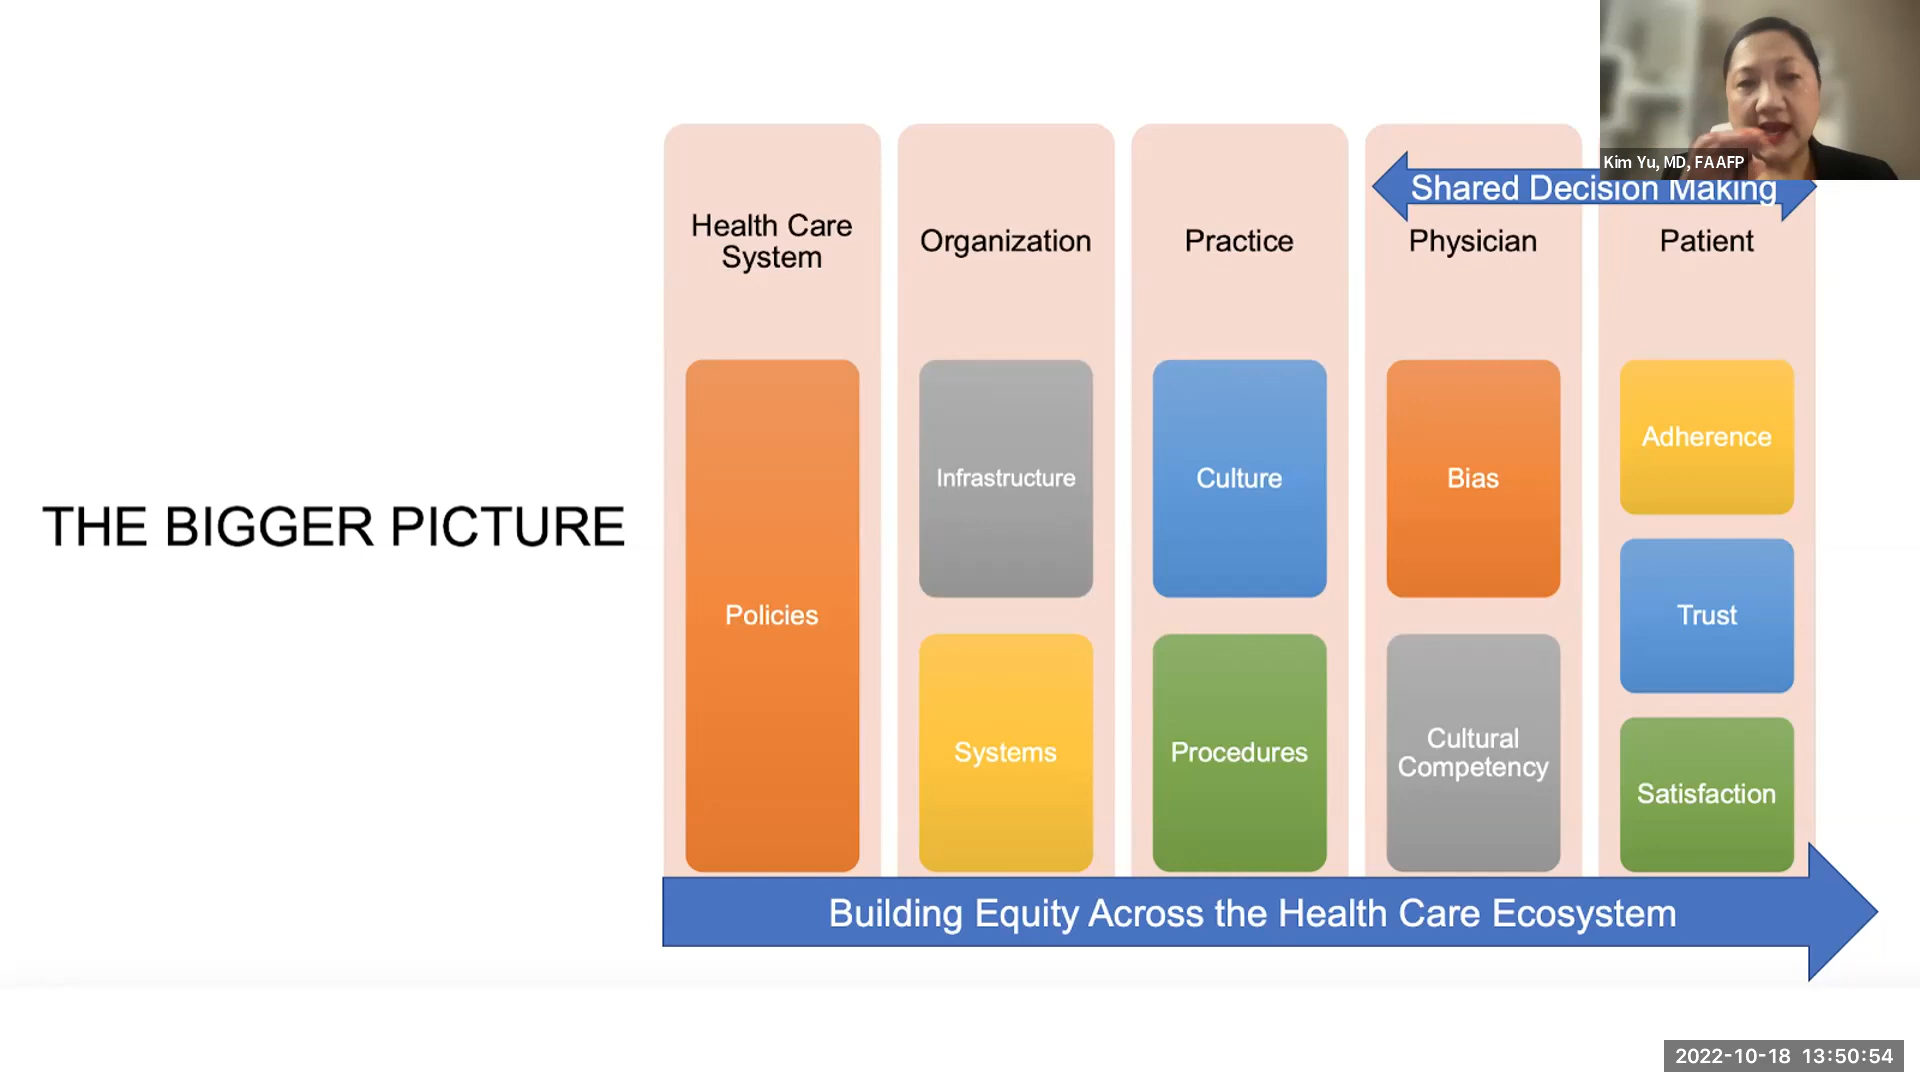 Kim Yu, MD, FAAFP
Shared Decision Making
Health Care
System
Organization
Practice
Physician
Patient
THE BIGGER PICTURE
Policies
Infrastructure
Systems
Culture
Procedures
Bias
Cultural
Competency
Adherence
Trust
Satisfaction
Building Equity Across the Health Care Ecosystem
2022-10-18 13:50:54